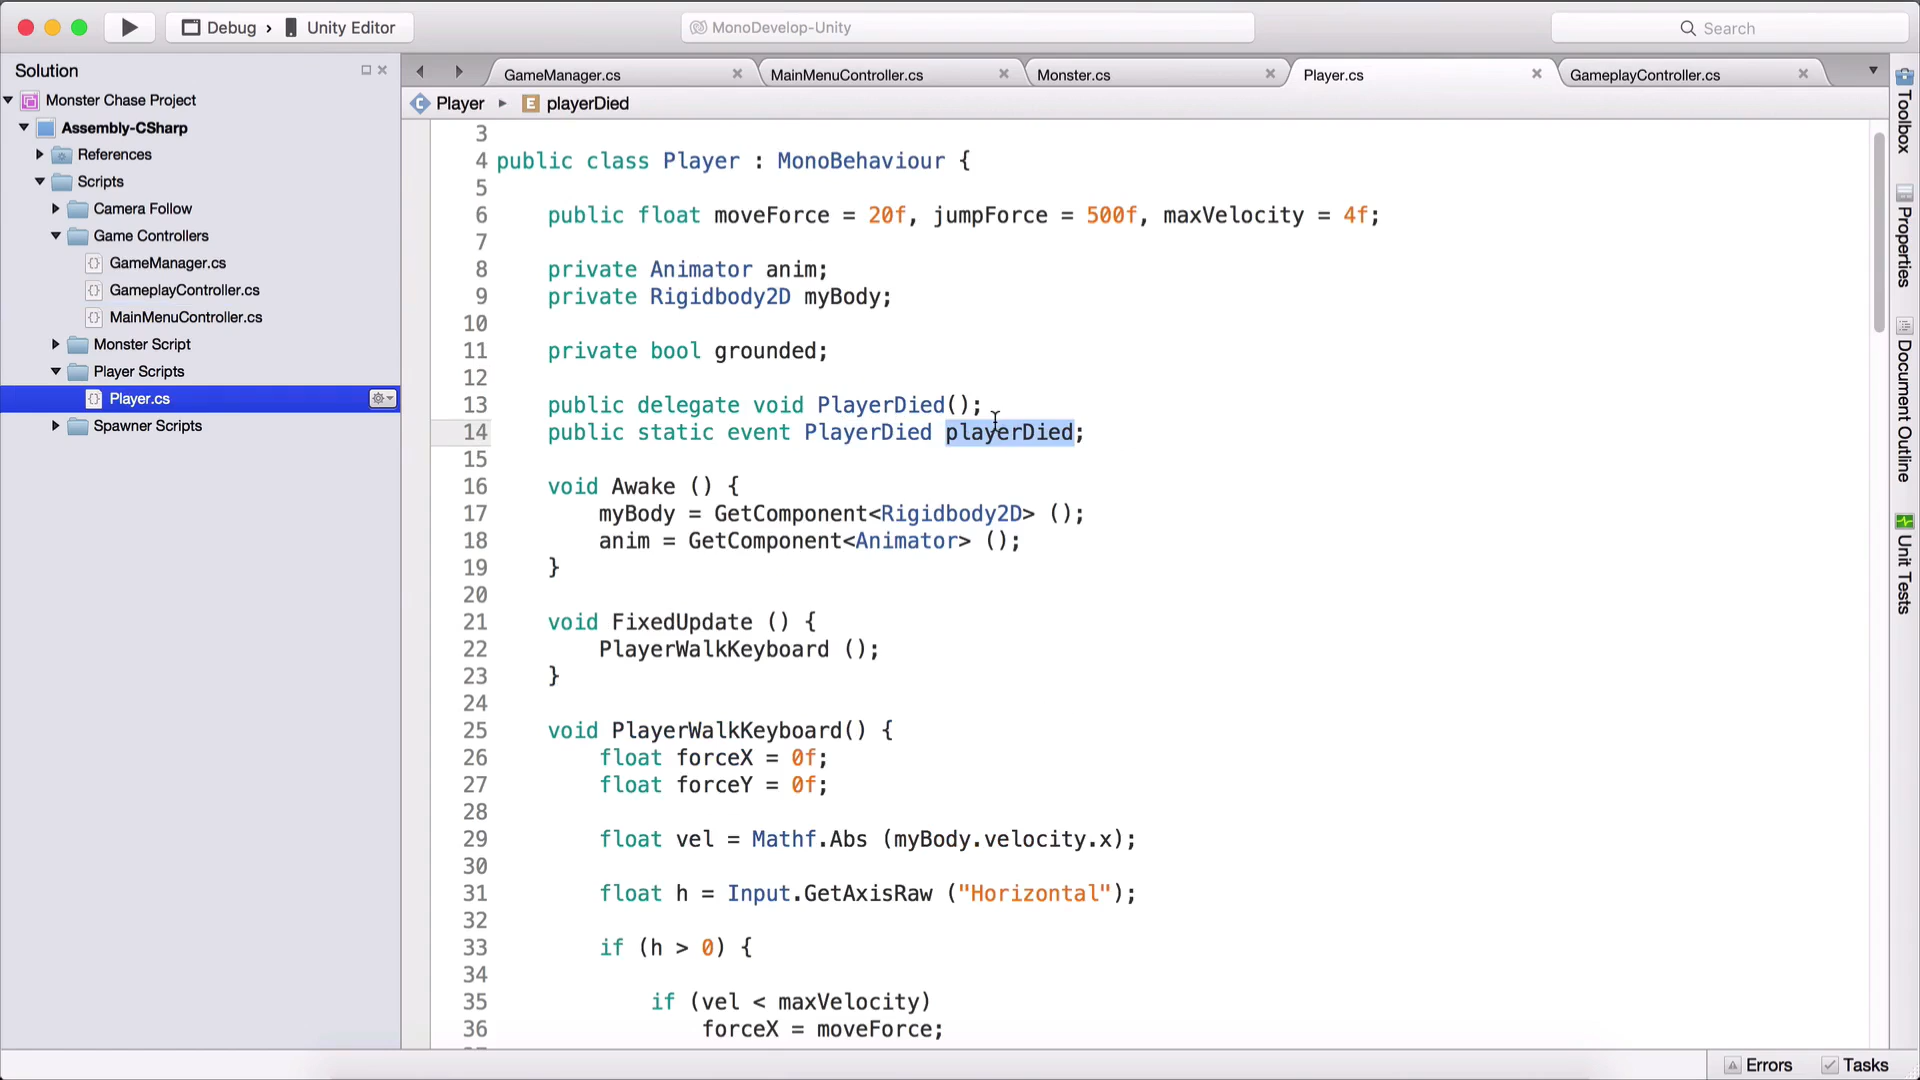 Debug › Unity Editor
MonoDevelop-Unity
Search
Solution
Monster Chase Project
Assembly-CSharp
References
Scripts
Camera Follow
Game Controllers
GameManager.cs
GameplayController.cs
MainMenuController.cs
Monster Script
Player Scripts
Player.cs
Spawner Scripts
GameManager.cs
MainMenuController.cs
Monster.cs
Player.cs
GameplayController.cs
Player ▸ E playerDied
3
4 public class Player : MonoBehaviour {
5
6 public float moveForce = 20f, jumpForce = 500f, maxVelocity = 4f;
7
8 private Animator anim;
9 private Rigidbody2D myBody;
10
11 private bool grounded;
12
13 public delegate void PlayerDied();
14 public static event PlayerDied playerDied;
15
16 void Awake () {
17 myBody = GetComponent<Rigidbody2D> ();
18 anim = GetComponent<Animator> ();
19 }
20
21 void FixedUpdate () {
22 PlayerWalkKeyboard ();
23 }
24
25 void PlayerWalkKeyboard() {
26 float forceX = 0f;
27 float forceY = 0f;
28
29 float vel = Mathf.Abs (myBody.velocity.x);
30
31 float h = Input.GetAxisRaw ("Horizontal");
32
33 if (h > 0) {
34
35 if (vel < maxVelocity)
36 forceX = moveForce;
Toolbox
Properties
Document Outline
Unit Tests
Errors
Tasks